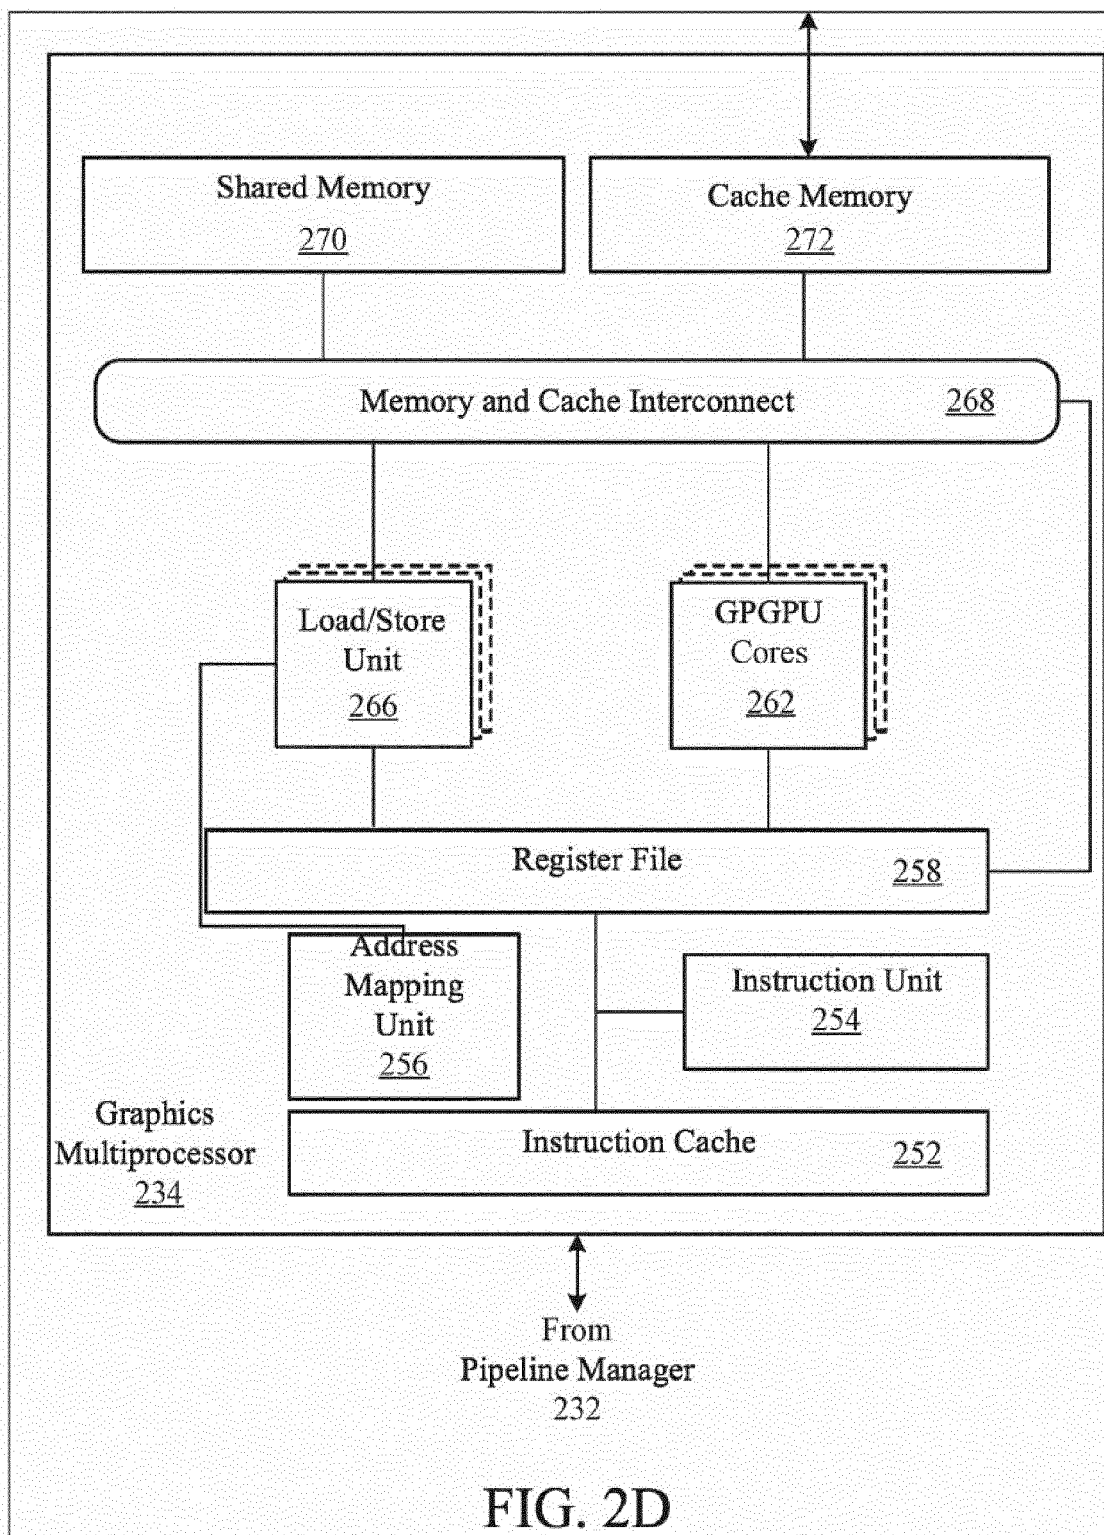 Shared Memory
270
Cache Memory
272
Memory and Cache Interconnect 268
Load/Store
Unit
266
GPGPU
Cores
262
Register File 258
Address
Mapping
Unit
256
Instruction Unit
254
Graphics
Multiprocessor
234
Instruction Cache 252
From
Pipeline Manager
232
FIG. 2D